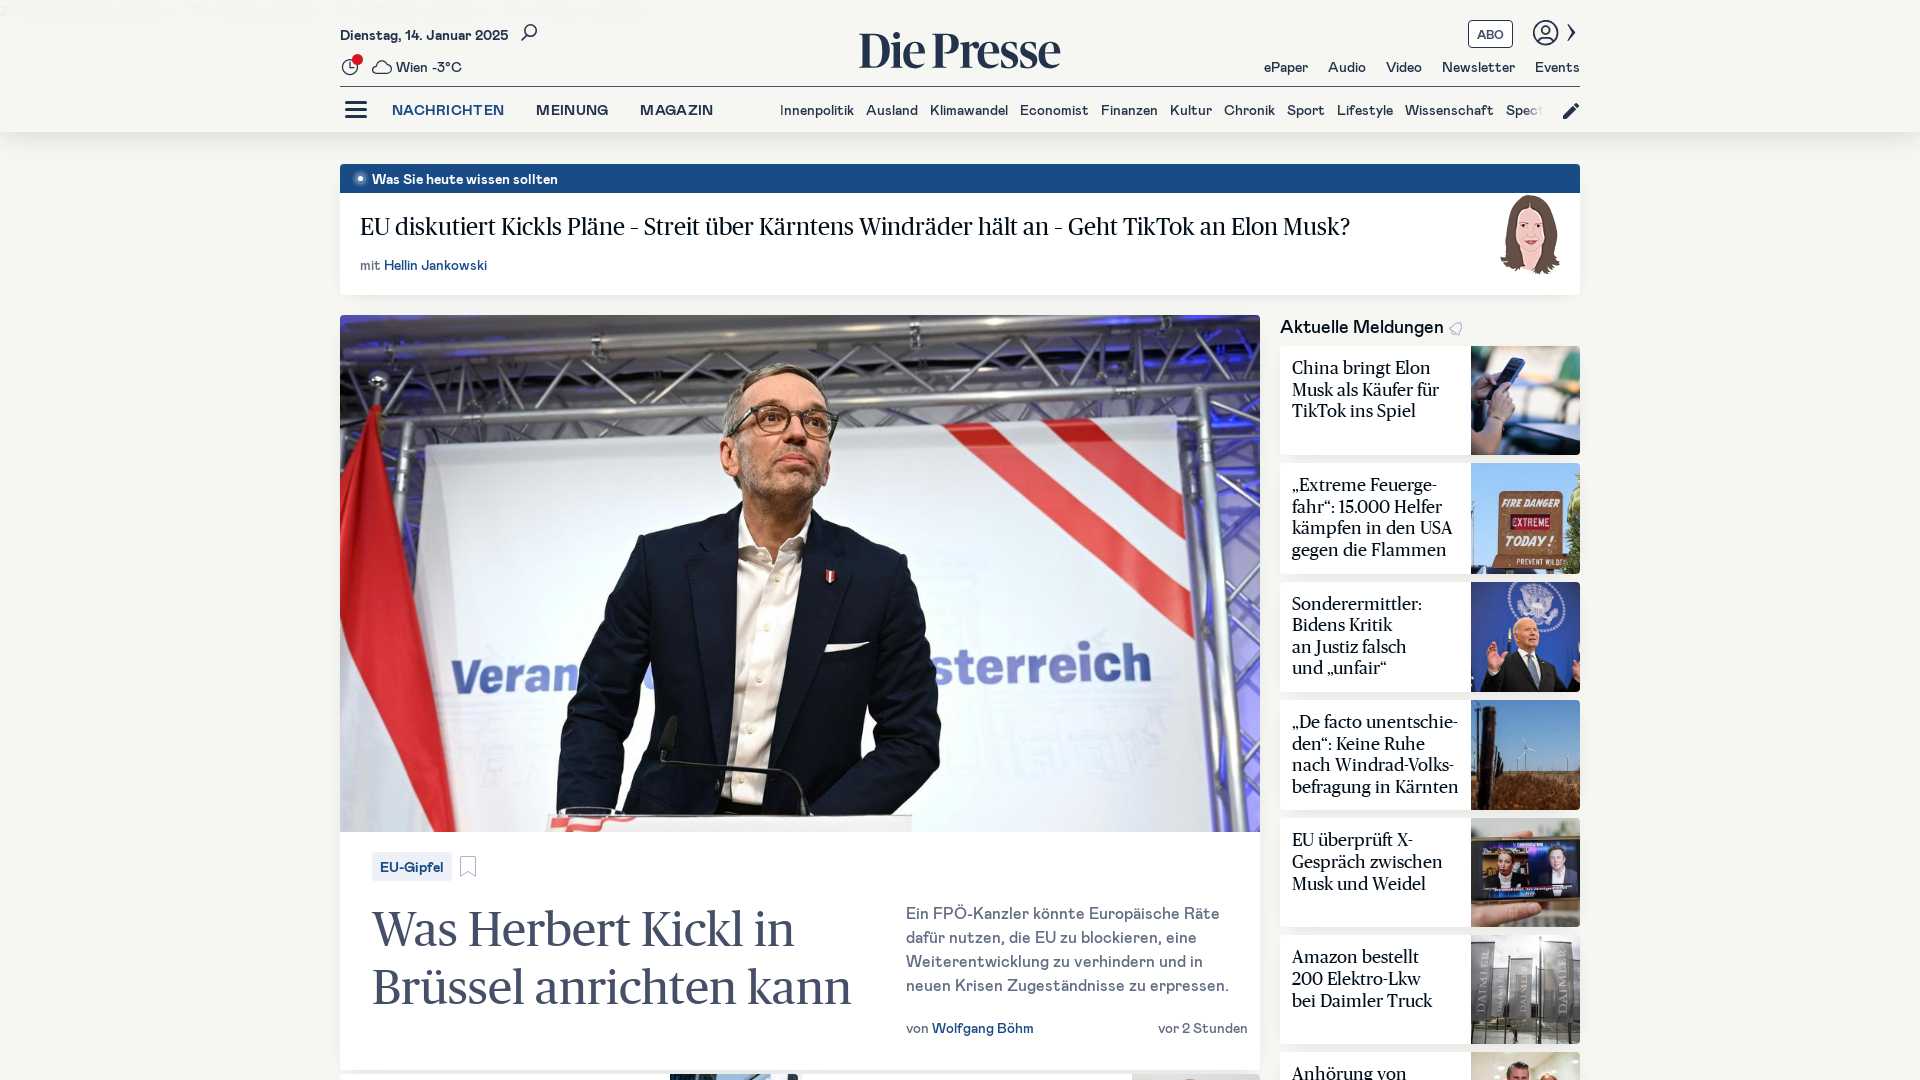 Dienstag, 14. Januar 2025
Wien -3°C
Die Presse
ABO
ePaper Audio Video Newsletter Events
NACHRICHTEN MEINUNG MAGAZIN
Innenpolitik Ausland Klimawandel Economist Finanzen Kultur Chronik Sport Lifestyle Wissenschaft Spect
Was Sie heute wissen sollten
EU diskutiert Kickls Pläne – Streit über Kärntens Windräder hält an – Geht TikTok an Elon Musk?
mit Hellin Jankowski
Veran
sterreich
EU-Gipfel
Was Herbert Kickl in
Brüssel anrichten kann
Ein FPÖ-Kanzler könnte Europäische Räte
dafür nutzen, die EU zu blockieren, eine
Weiterentwicklung zu verhindern und in
neuen Krisen Zugeständnisse zu erpressen.
von Wolfgang Böhm
vor 2 Stunden
Aktuelle Meldungen
China bringt Elon
Musk als Käufer für
TikTok ins Spiel
„Extreme Feuerge-
fahr“: 15.000 Helfer
kämpfen in den USA
gegen die Flammen
FIRE DANGER
EXTREME
TODAY!
PREVENT WILD
Sonderermittler:
Bidens Kritik
an Justiz falsch
und „unfair“
„De facto unentschie-
den“: Keine Ruhe
nach Windrad-Volks-
befragung in Kärnten
EU überprüft X-
Gespräch zwischen
Musk und Weidel
Amazon bestellt
200 Elektro-Lkw
bei Daimler Truck
DAIMLER
DAIMLER
DAIMLER
Anhörung von